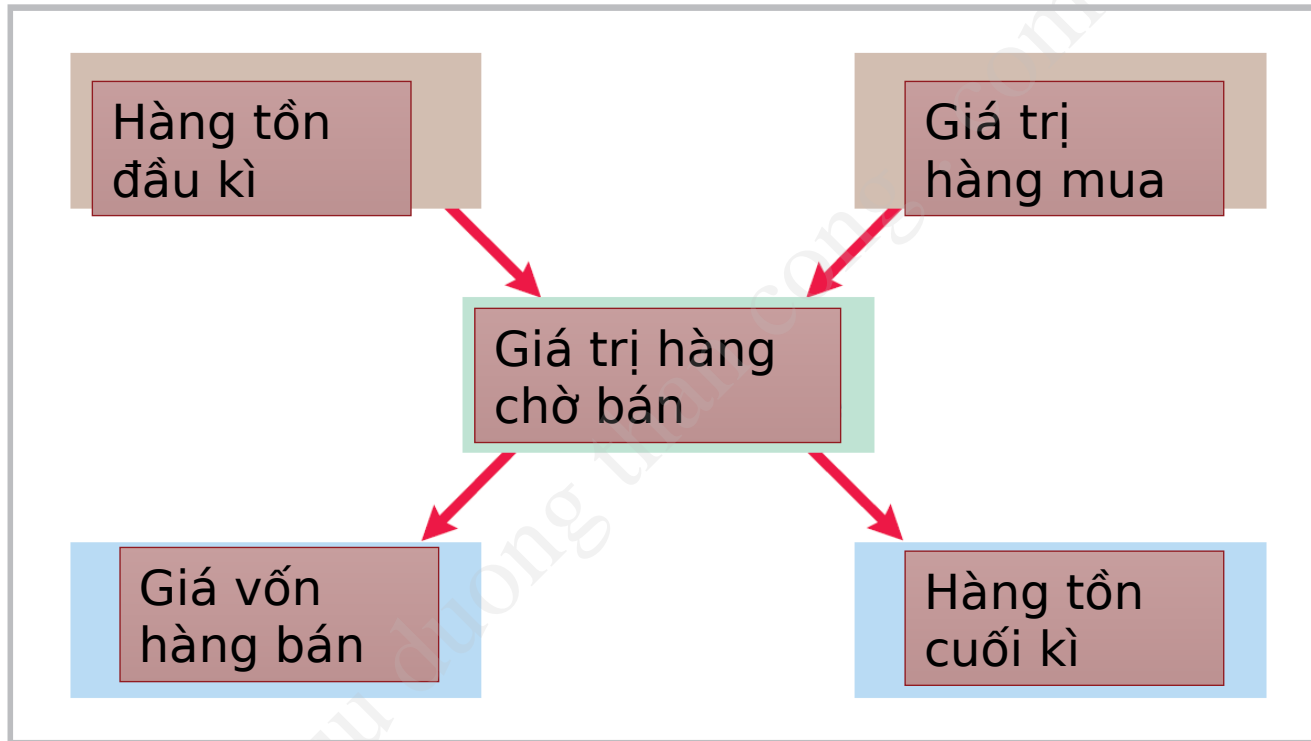 Hàng tồn
đầu kì
Giá trị
hàng mua
Giá trị hàng
chờ bán
Giá vốn
hàng bán
Hàng tồn
cuối kì